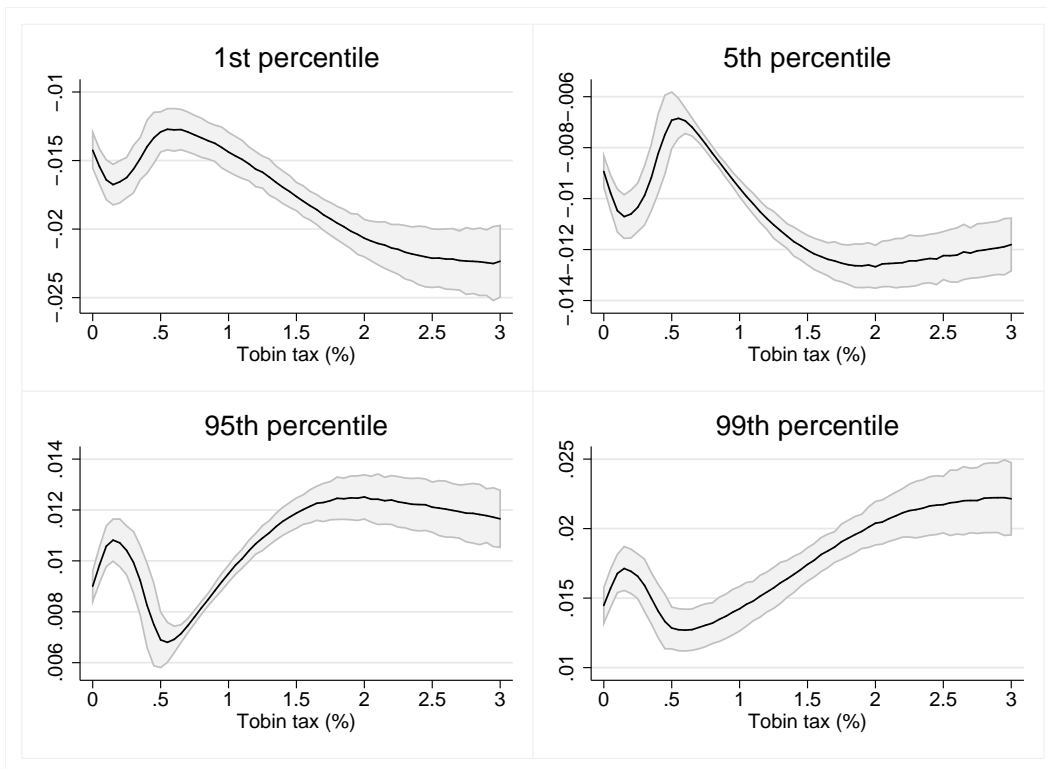 1st percentile
−.01
−.015
−.02
−.025
0 .5 1 1.5 2 2.5 3
Tobin tax (%)
5th percentile
−.006
−.008
−.01
−.012
−.014
0 .5 1 1.5 2 2.5 3
Tobin tax (%)
95th percentile
.014
.012
.01
.008
.006
0 .5 1 1.5 2 2.5 3
Tobin tax (%)
99th percentile
.025
.02
.015
.01
0 .5 1 1.5 2 2.5 3
Tobin tax (%)